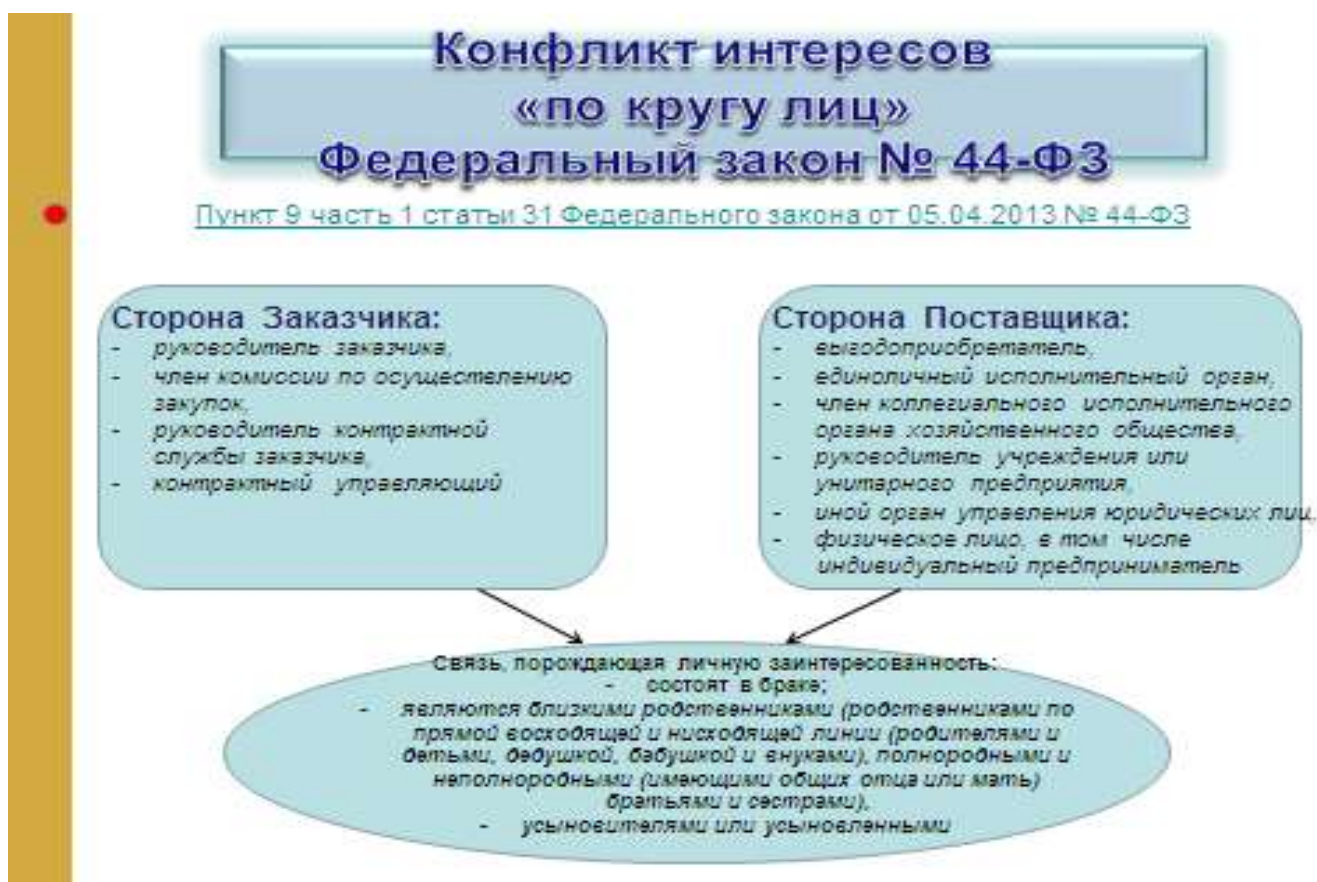 Конфликт интересов
«по кругу лиц»
Федеральный закон № 44-ФЗ
Пункт 9 часть 1 статьи 31 Федерального закона от 05.04.2013 № 44-ФЗ
Сторона Заказчика:
- руководитель заказчика,
- член комиссии по осуществлению
закупок,
- руководитель контрактной
службы заказчика,
- контрактный управляющий
Сторона Поставщика:
- выгодоприобретатель,
- единоличный исполнительный орган,
- член коллегиального исполнительного
органа хозяйственного общества,
- руководитель учреждения или
унитарного предприятия,
- иной орган управления юридических лиц,
- физическое лицо, в том числе
индивидуальный предприниматель
Связь, порождающая личную заинтересованность:
- состоят в браке;
- являются близкими родственниками (родственниками по
прямой восходящей и нисходящей линии (родителями и
детьми, дедушкой, бабушкой и внуками), полнородными и
неполнородными (имеющими общих отца или мать)
братьями и сестрами),
- усыновителями или усыновленными